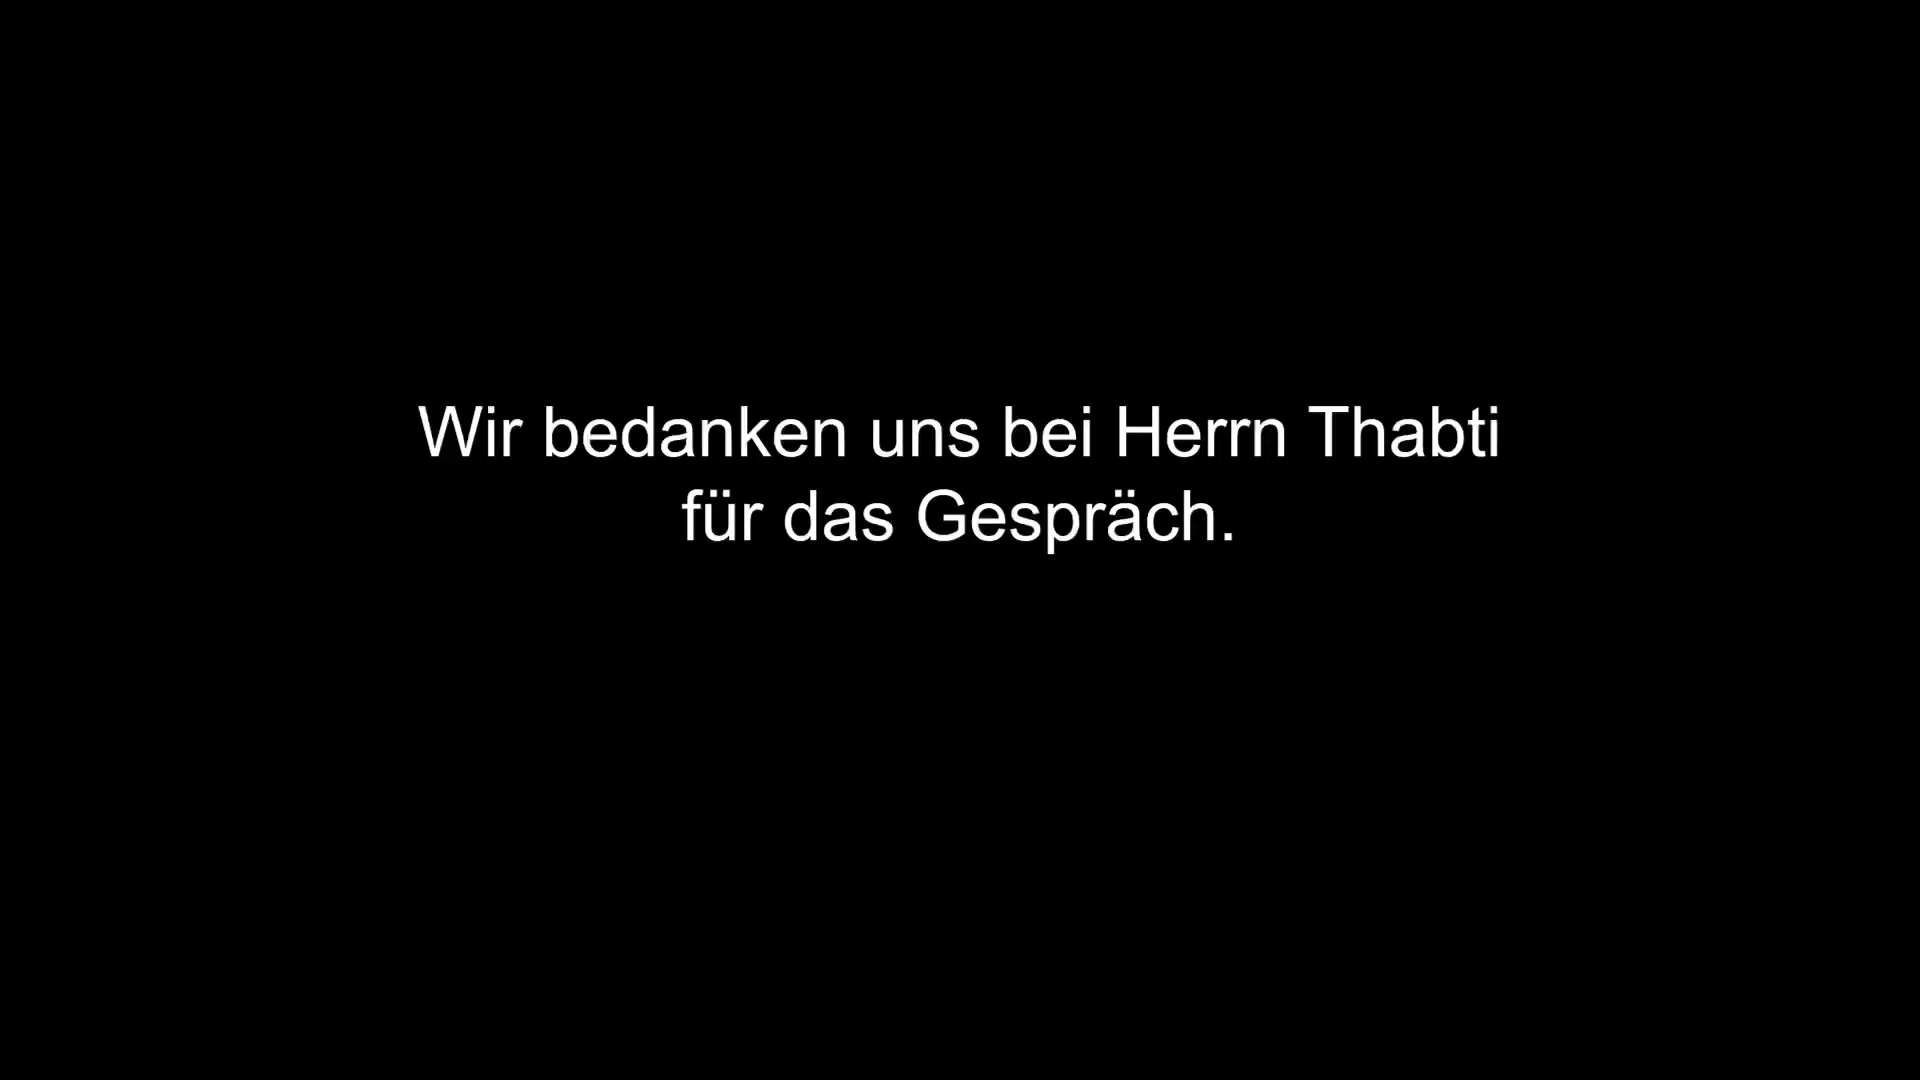 Wir bedanken uns bei Herrn Thabti
für das Gespräch.